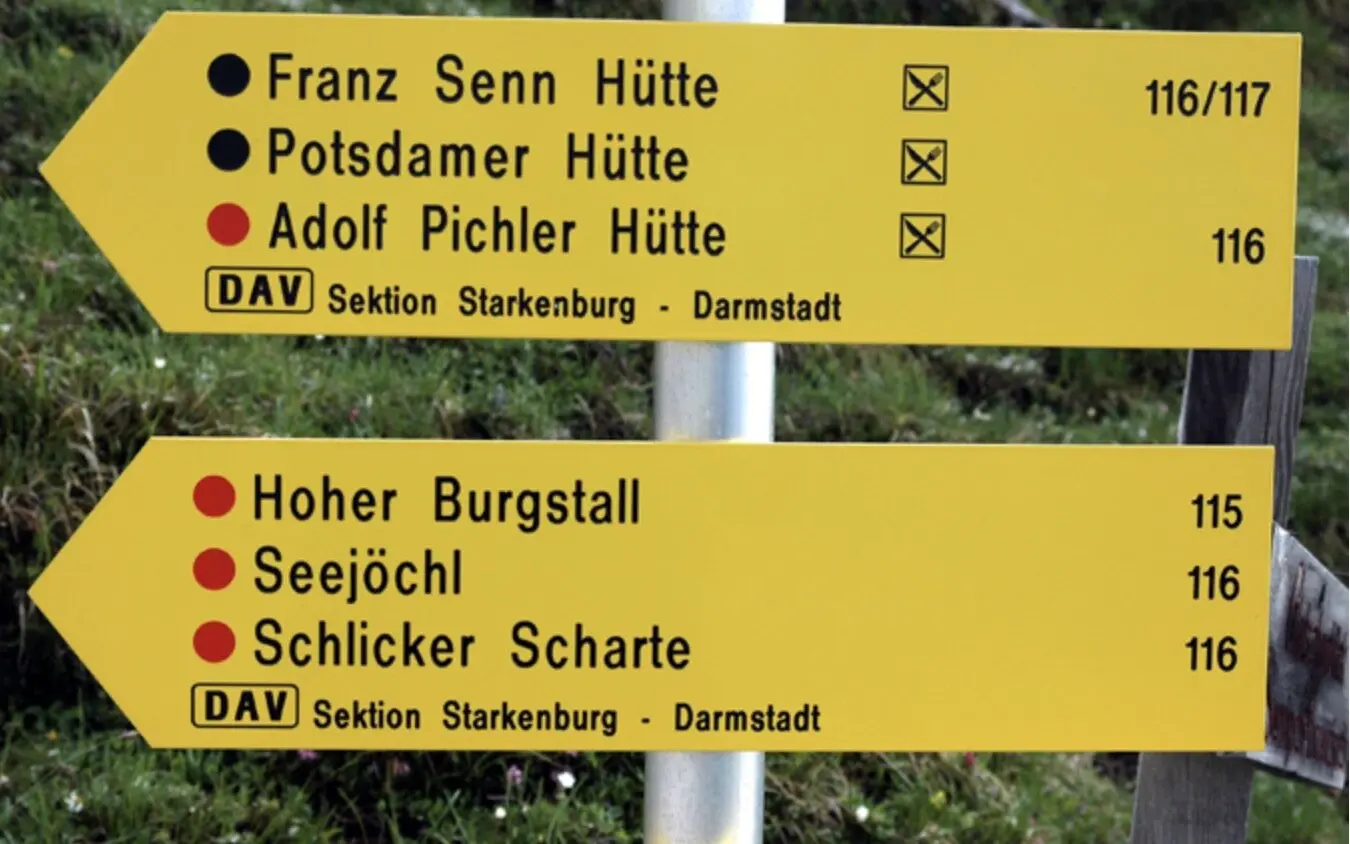 Franz Senn Hütte 116/117
Potsdamer Hütte
Adolf Pichler Hütte 116
DAV Sektion Starkenburg - Darmstadt
Hoher Burgstall 115
Seejöchl 116
Schlicker Scharte 116
DAV Sektion Starkenburg - Darmstadt